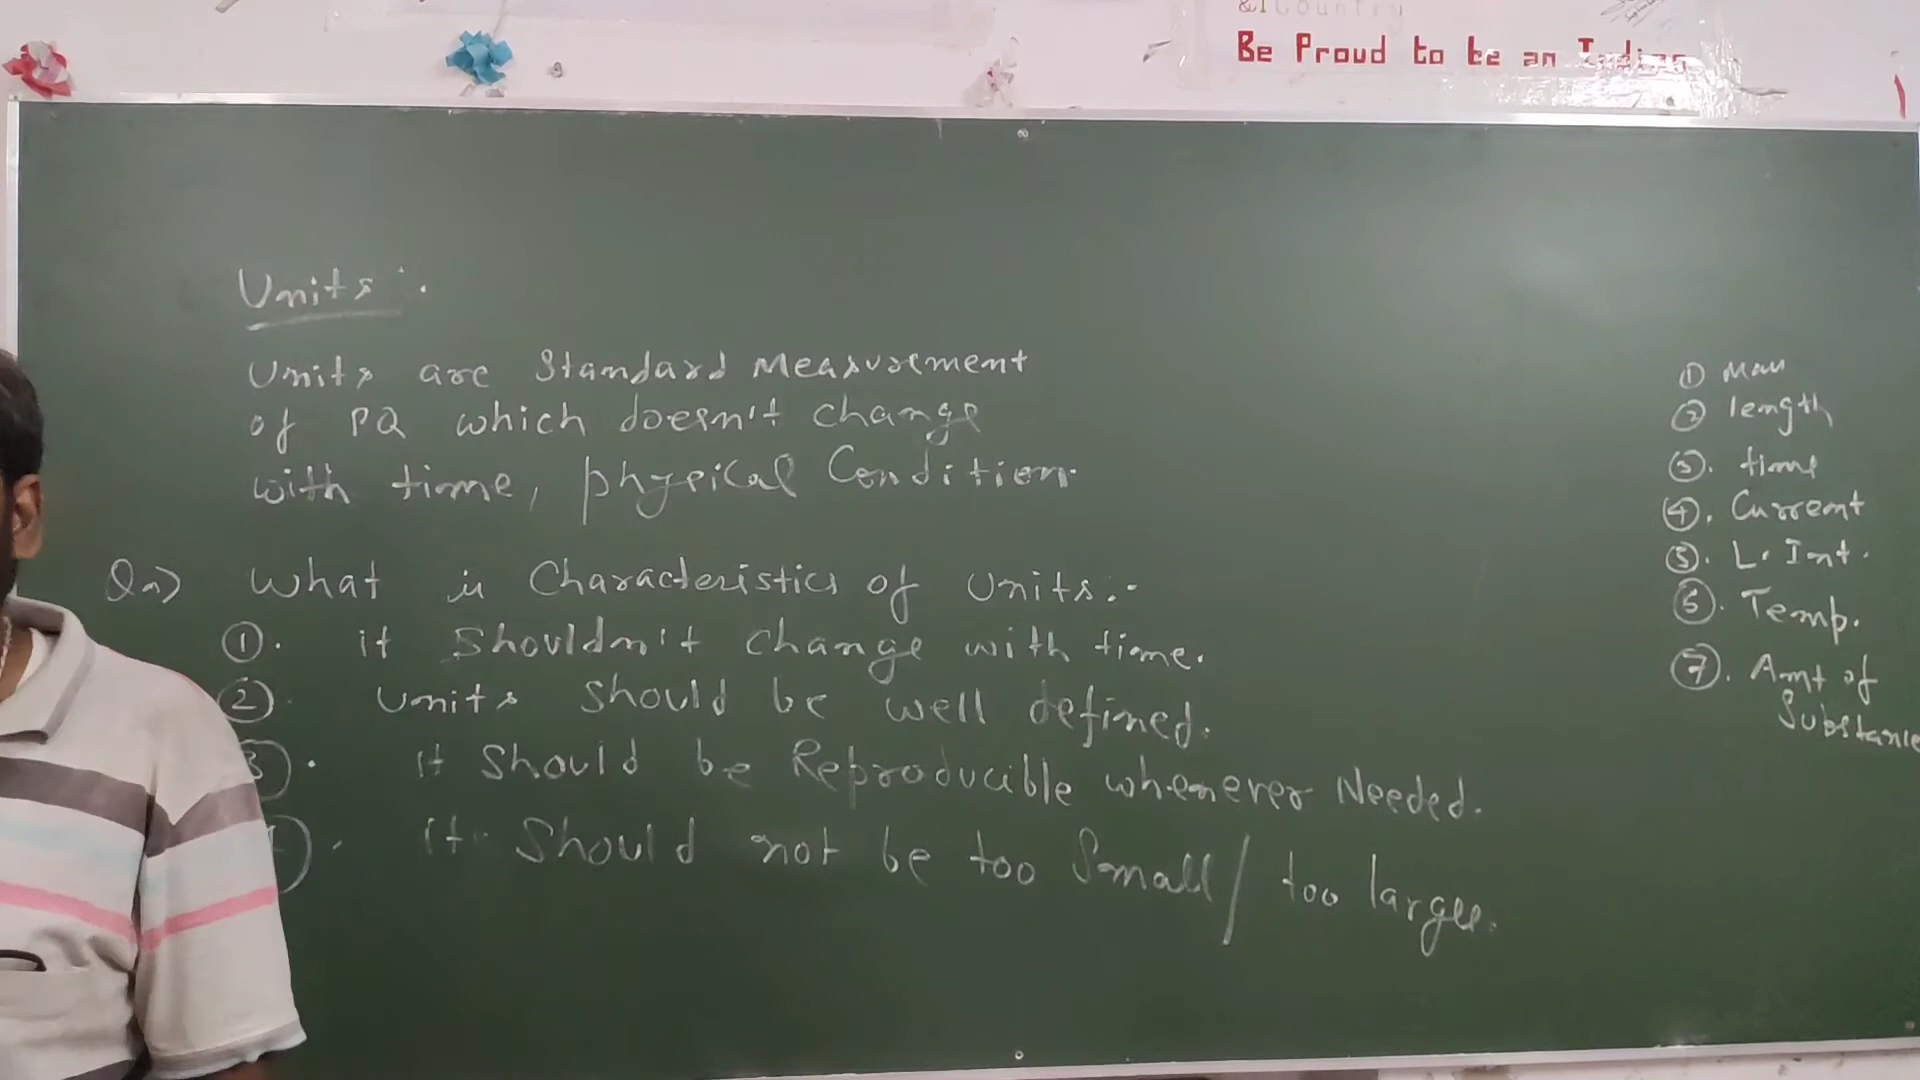 Country
Be Proud to be an Indian
Units :
Units are Standard Measurement
of PQ which doesn't change
with time, physical Condition.
Qn) What is Characteristics of Units:-
①. it shouldn't change with time.
②. Units should be well defined.
3). it should be Reproducible whenever Needed.
). it should not be too Small/too large.
① Mass
② length
③. time
④. Current
⑤. L. Int.
⑥. Temp.
⑦. Amt of
Substance